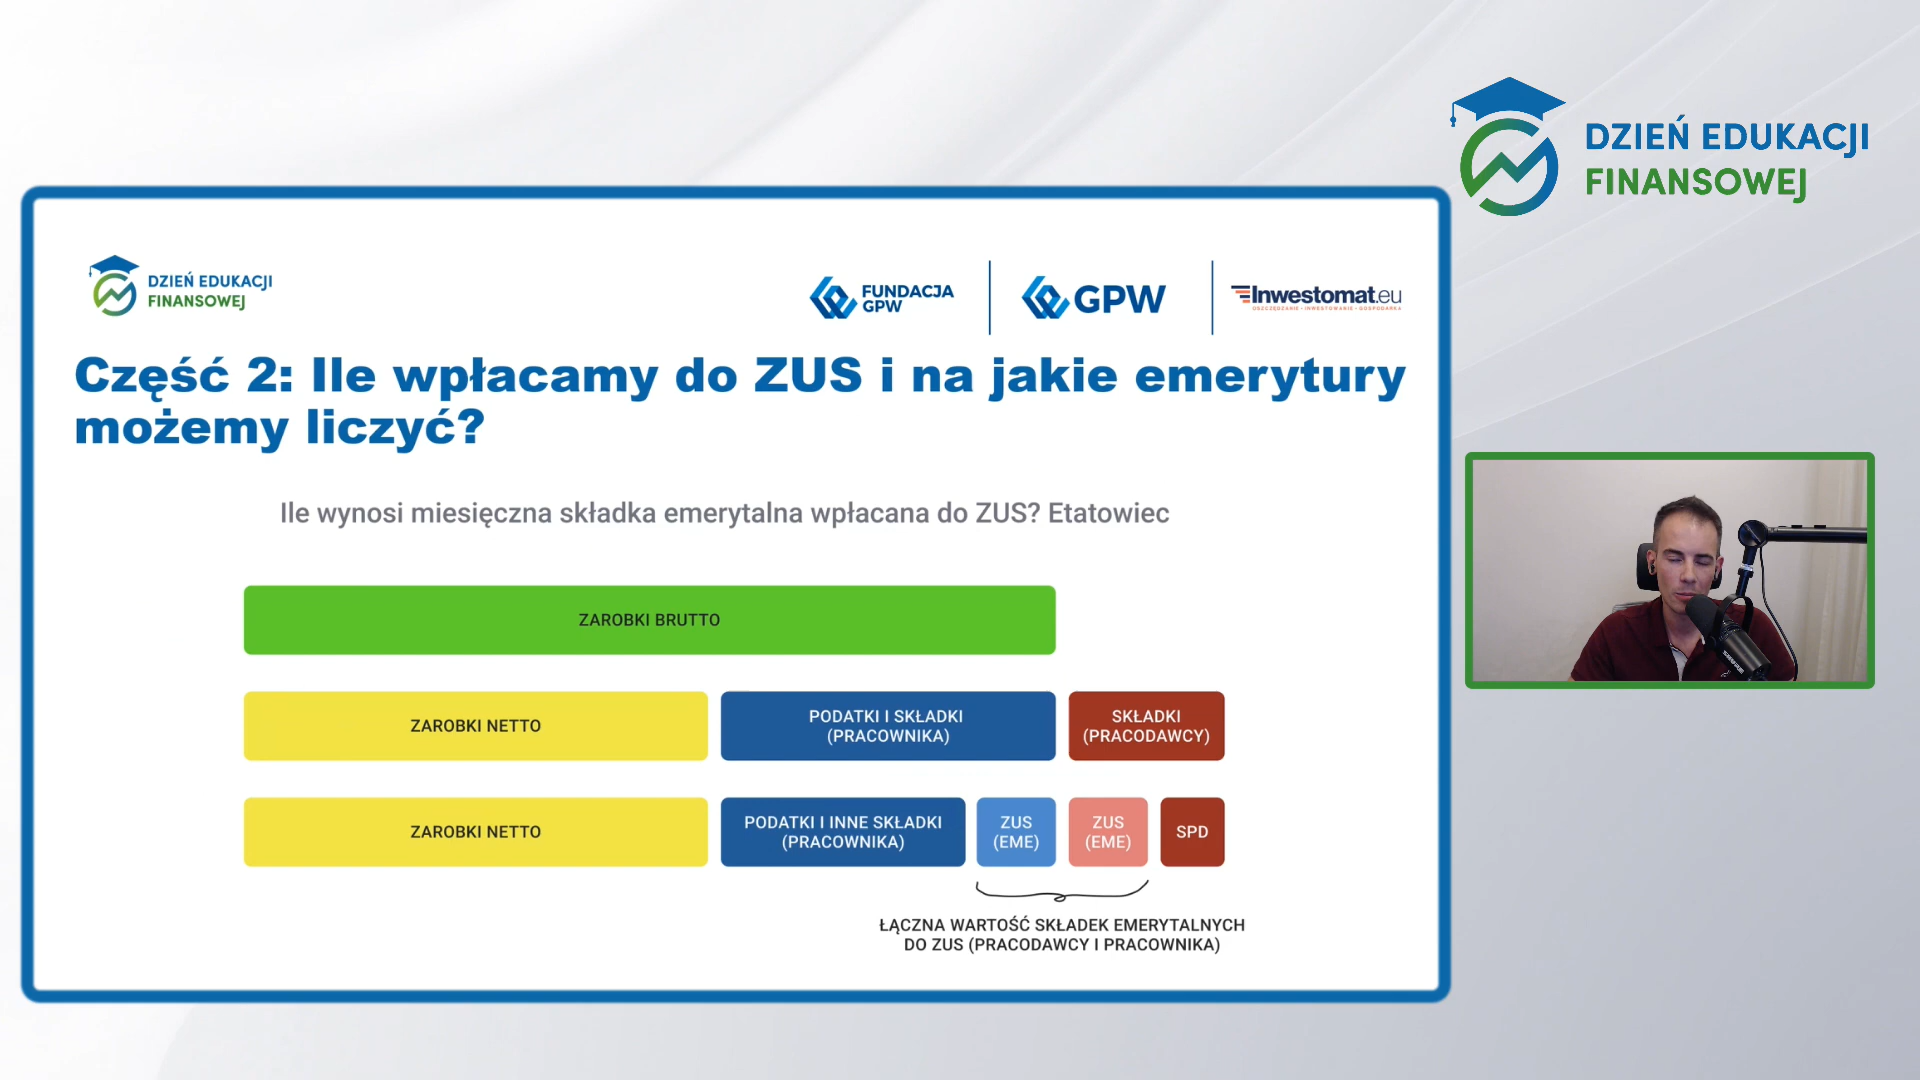 DZIEŃ EDUKACJI
FINANSOWEJ
DZIEŃ EDUKACJI
FINANSOWEJ
FUNDACJA
GPW
GPW
Inwestomat.eu
OSZCZĘDZANIE • INWESTOWANIE • GOSPODARKA
Część 2: Ile wpłacamy do ZUS i na jakie emerytury
możemy liczyć?
Ile wynosi miesięczna składka emerytalna wpłacana do ZUS? Etatowiec
ZAROBKI BRUTTO
ZAROBKI NETTO
PODATKI I SKŁADKI
(PRACOWNIKA)
SKŁADKI
(PRACODAWCY)
ZAROBKI NETTO
PODATKI I INNE SKŁADKI
(PRACOWNIKA)
ZUS
(EME)
ZUS
(EME)
SPD
ŁĄCZNA WARTOŚĆ SKŁADEK EMERYTALNYCH
DO ZUS (PRACODAWCY I PRACOWNIKA)